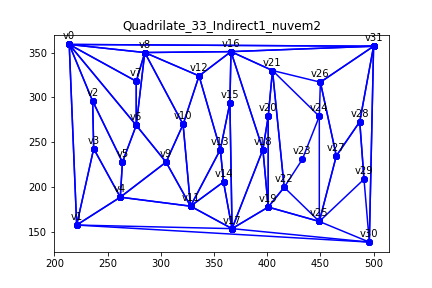 Quadrilate_33_Indirect1_nuvem2
350
300
250
200
150
200
250
300
350
400
450
500
v0
v31
v8
v16
v21
v12
v7
v26
v2
v15
v6
v10
v20
v24
v28
v3
v13
v18
v5
v9
v23
v27
v14
v22
v29
v4
v11
v19
v1
v17
v25
v30